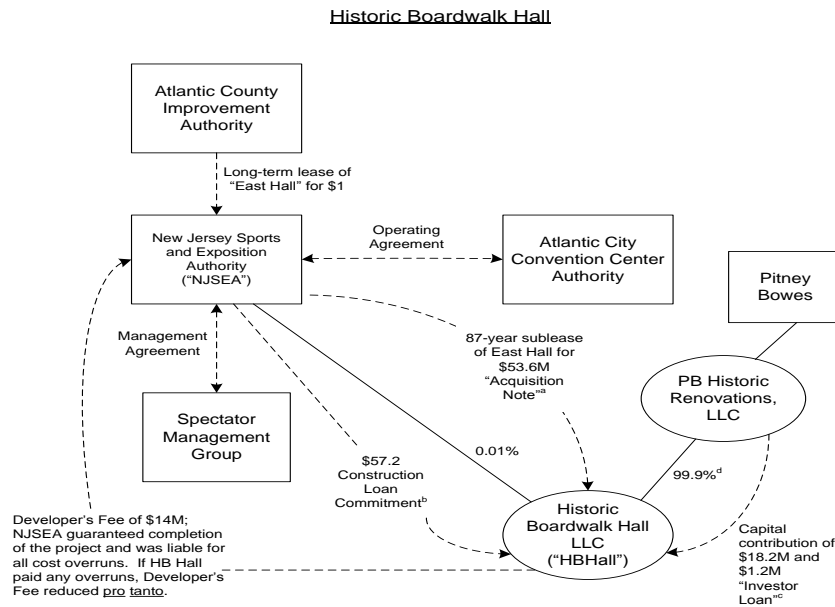 Historic Boardwalk Hall
Atlantic County
Improvement
Authority
Long-term lease of
“East Hall” for $1
New Jersey Sports
and Exposition
Authority
(“NJSEA”)
Operating
Agreement
Atlantic City
Convention Center
Authority
Pitney
Bowes
Management
Agreement
87-year sublease
of East Hall for
$53.6M
“Acquisition
Note”a
PB Historic
Renovations,
LLC
Spectator
Management
Group
$57.2
Construction
Loan
Commitmentb
0.01%
99.9%d
Historic
Boardwalk Hall
LLC
(“HBHall”)
Developer’s Fee of $14M;
NJSEA guaranteed completion
of the project and was liable for
all cost overruns. If HB Hall
paid any overruns, Developer’s
Fee reduced pro tanto.
Capital
contribution of
$18.2M and
$1.2M
“Investor
Loan”c